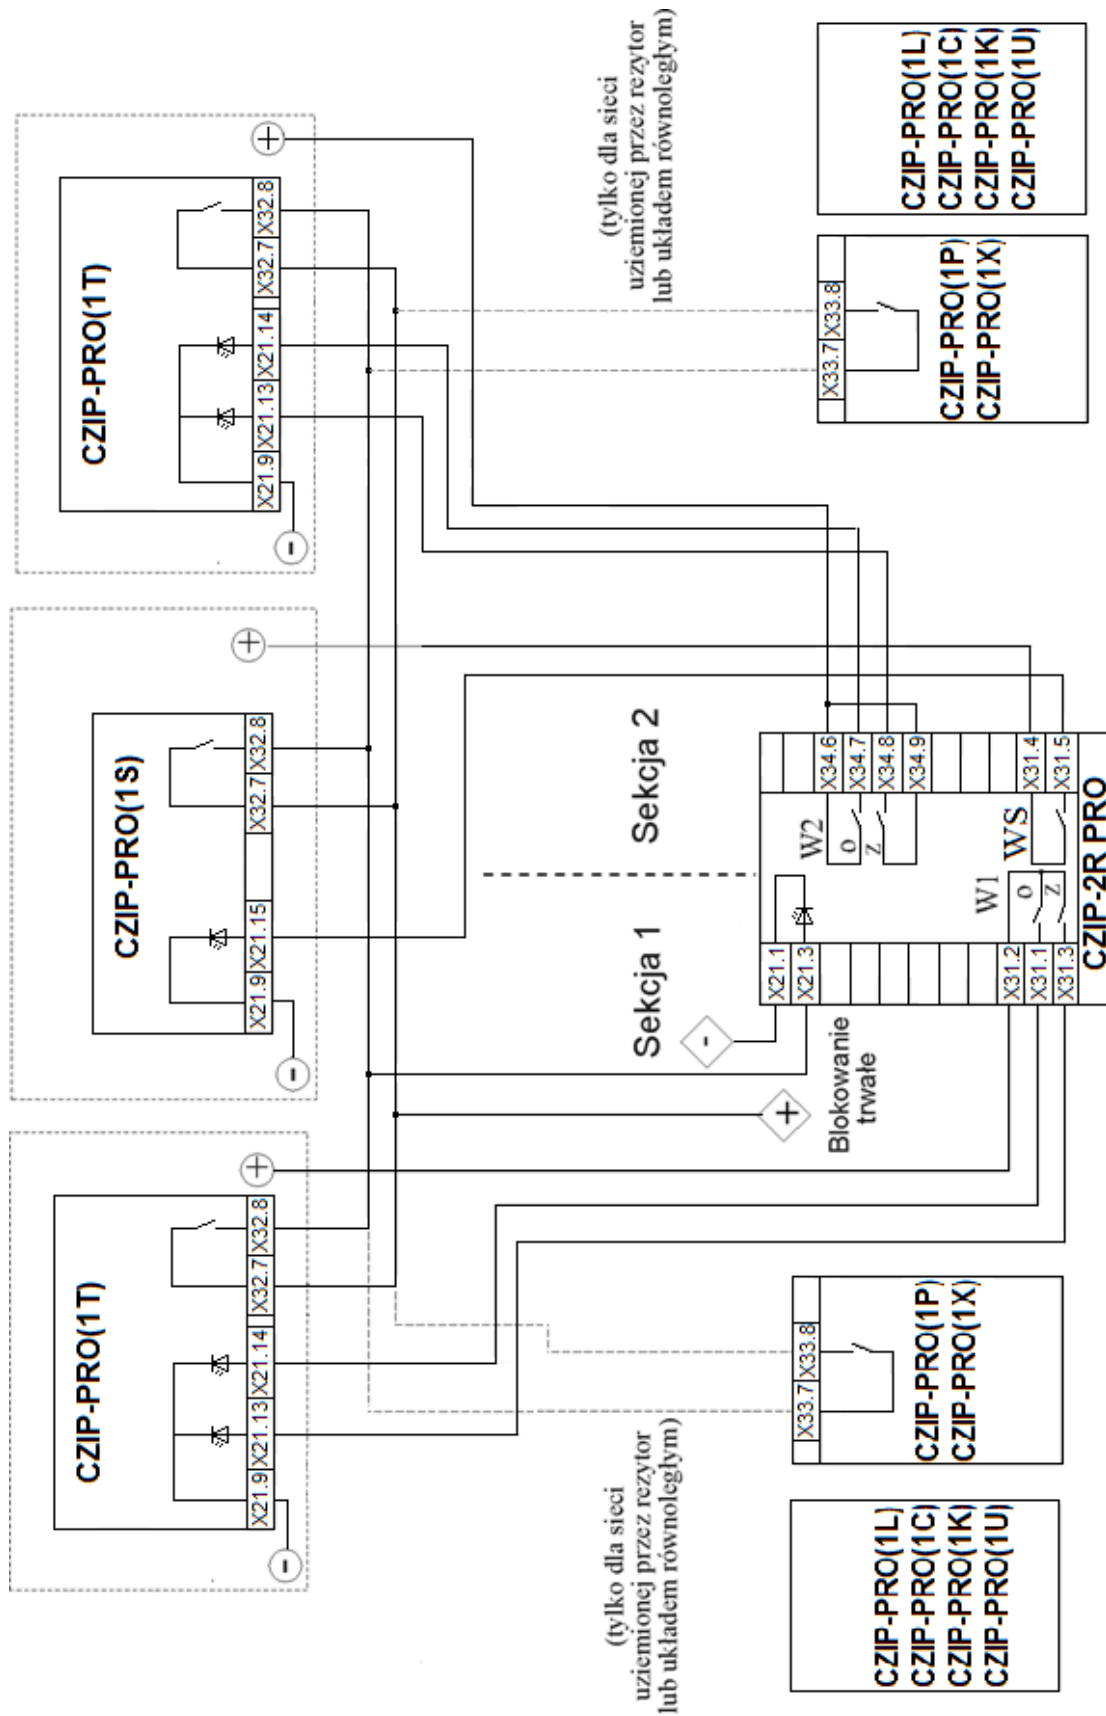 CZIP-PRO(1T)
X21.9
X21.13
X21.14
X32.7
X32.8
-
+
CZIP-PRO(1S)
X21.9
X21.15
X32.7
X32.8
-
+
CZIP-PRO(1T)
X21.9
X21.13
X21.14
X32.7
X32.8
-
+
(tylko dla sieci
uziemionej przez rezytor
lub układem równoległym)
(tylko dla sieci
uziemionej przez rezytor
lub układem równoległym)
Sekcja 1
Sekcja 2
-
+
Blokowanie
trwałe
X21.1
X21.3
X31.2
X31.1
X31.3
W2
o
z
W1
o
z
WS
X34.6
X34.7
X34.8
X34.9
X31.4
X31.5
CZIP-2R PRO
CZIP-PRO(1L)
CZIP-PRO(1C)
CZIP-PRO(1K)
CZIP-PRO(1U)
X33.7
X33.8
CZIP-PRO(1P)
CZIP-PRO(1X)
X33.7
X33.8
CZIP-PRO(1P)
CZIP-PRO(1X)
CZIP-PRO(1L)
CZIP-PRO(1C)
CZIP-PRO(1K)
CZIP-PRO(1U)